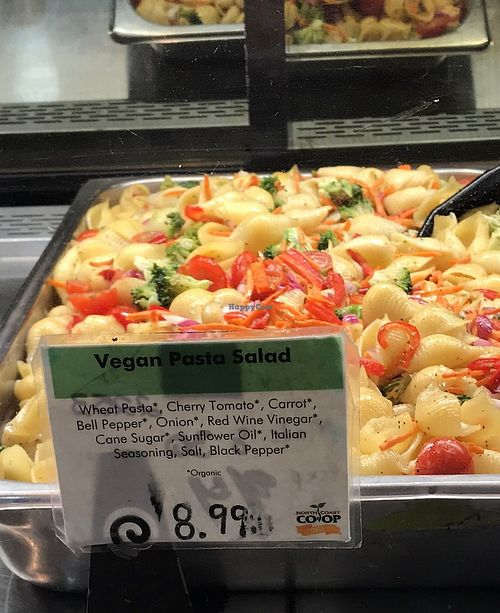 HappyCow
Vegan Pasta Salad
Wheat Pasta*, Cherry Tomato*, Carrot*,
Bell Pepper*, Onion*, Red Wine Vinegar*,
Cane Sugar*, Sunflower Oil*, Italian
Seasoning, Salt, Black Pepper*
*Organic
8.99
NORTH COAST
CO-OP